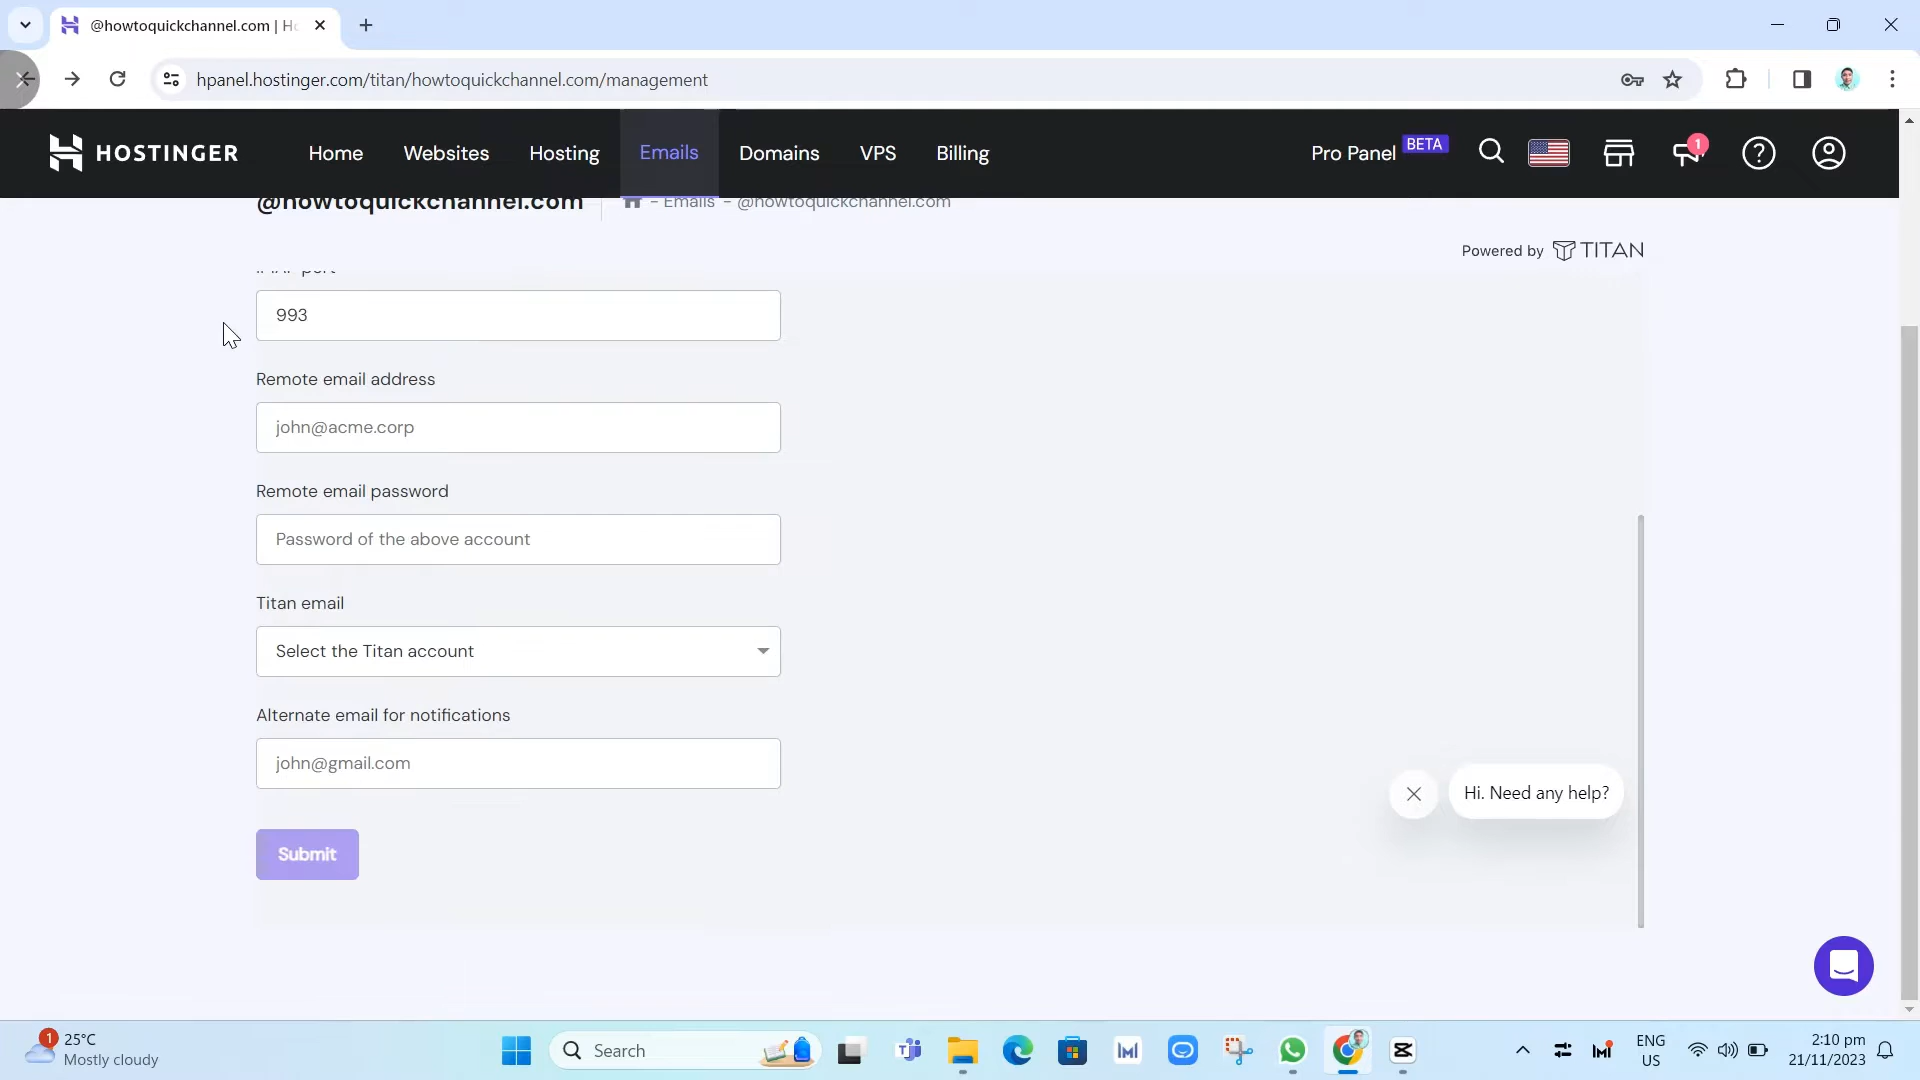 @howtoquickchannel.com | Ho
hpanel.hostinger.com/titan/howtoquickchannel.com/management
HOSTINGER
Home
Websites
Hosting
Emails
Domains
VPS
Billing
Pro Panel
BETA
1
@howtoquickchannel.com
- Emails - @howtoquickchannel.com
Powered by TITAN
IMAP port
993
Remote email address
john@acme.corp
Remote email password
Password of the above account
Titan email
Select the Titan account
Alternate email for notifications
john@gmail.com
Submit
Hi. Need any help?
1
25°C
Mostly cloudy
Search
ENG
US
2:10 pm
21/11/2023